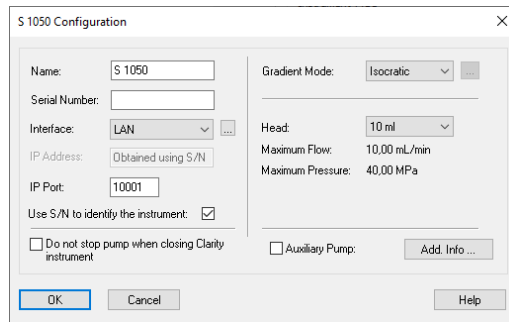 S 1050 Configuration
Name: S 1050
Serial Number:
Interface: LAN ...
IP Address: Obtained using S/N
IP Port: 10001
Use S/N to identify the instrument:
Do not stop pump when closing Clarity
instrument
Gradient Mode: Isocratic ...
Head: 10 ml
Maximum Flow: 10,00 mL/min
Maximum Pressure: 40,00 MPa
Auxiliary Pump: Add. Info ...
OK Cancel Help